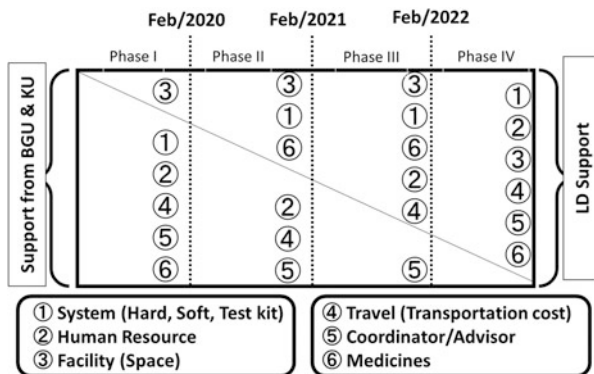 Feb/2020 Feb/2021 Feb/2022
Phase I Phase II Phase III Phase IV
Support from BGU & KU
③ ③ ③ ①
① ① ②
① ⑥ ⑥ ③
② ② ④
④ ② ④ ⑤
⑤ ④ ⑥
⑥ ⑤ ⑤
LD Support
① System (Hard, Soft, Test kit)
② Human Resource
③ Facility (Space)
④ Travel (Transportation cost)
⑤ Coordinator/Advisor
⑥ Medicines